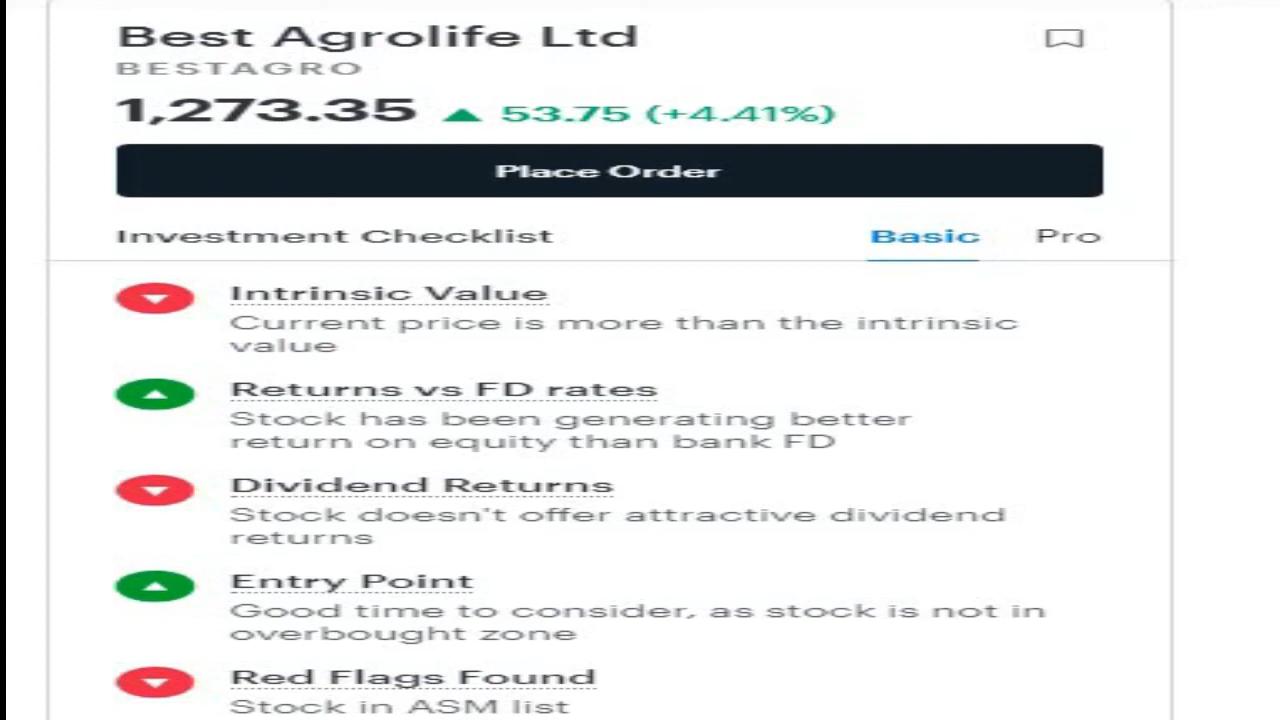 Best Agrolife Ltd
BESTAGRO
1,273.35 ▲ 53.75 (+4.41%)
Place Order
Investment Checklist Basic Pro
Intrinsic Value
Current price is more than the intrinsic
value
Returns vs FD rates
Stock has been generating better
return on equity than bank FD
Dividend Returns
Stock doesn't offer attractive dividend
returns
Entry Point
Good time to consider, as stock is not in
overbought zone
Red Flags Found
Stock in ASM list